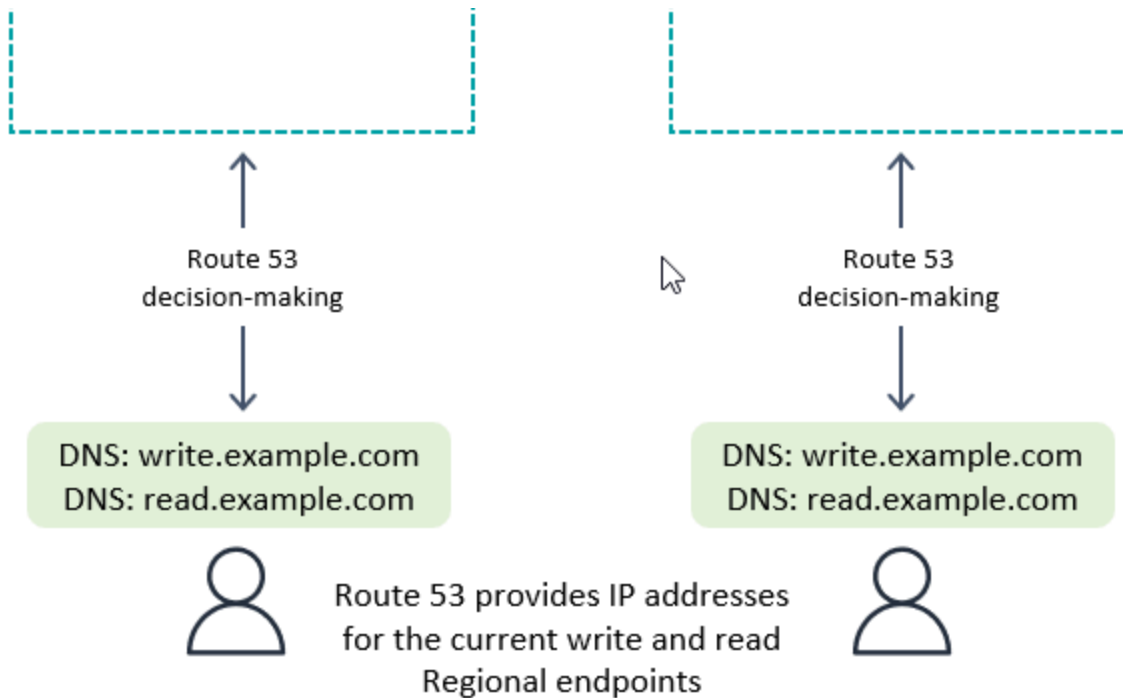 Route 53
decision-making
Route 53
decision-making
DNS: write.example.com
DNS: read.example.com
DNS: write.example.com
DNS: read.example.com
Route 53 provides IP addresses
for the current write and read
Regional endpoints